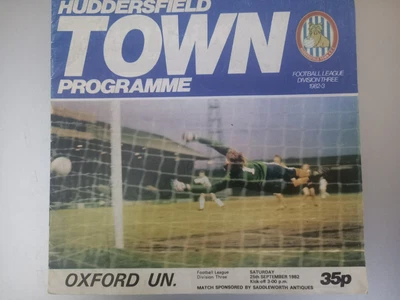 HUDDERSFIELD
TOWN
PROGRAMME
FOOTBALL LEAGUE
DIVISION THREE
1982-3
OXFORD UN.
Football League
Division Three
SATURDAY
25th SEPTEMBER 1982
Kick off 3-00 p.m.
MATCH SPONSORED BY SADDLEWORTH ANTIQUES
35p